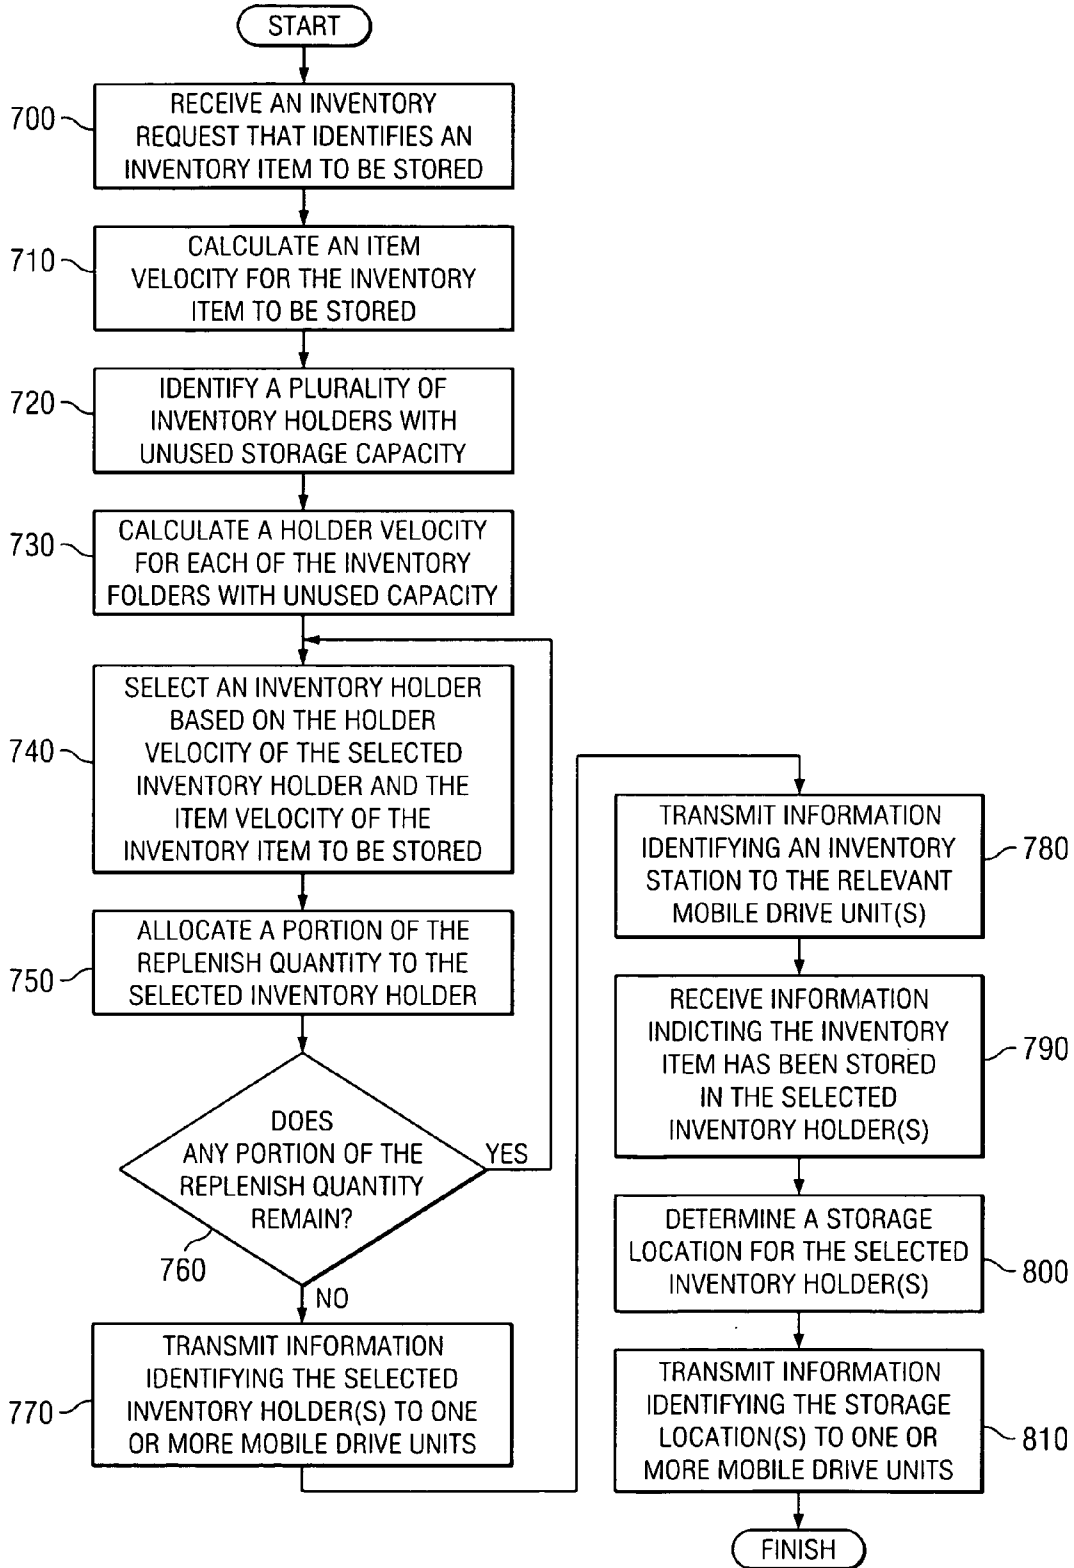 START
700
RECEIVE AN INVENTORY
REQUEST THAT IDENTIFIES AN
INVENTORY ITEM TO BE STORED
710
CALCULATE AN ITEM
VELOCITY FOR THE INVENTORY
ITEM TO BE STORED
720
IDENTIFY A PLURALITY OF
INVENTORY HOLDERS WITH
UNUSED STORAGE CAPACITY
730
CALCULATE A HOLDER VELOCITY
FOR EACH OF THE INVENTORY
FOLDERS WITH UNUSED CAPACITY
740
SELECT AN INVENTORY HOLDER
BASED ON THE HOLDER
VELOCITY OF THE SELECTED
INVENTORY HOLDER AND THE
ITEM VELOCITY OF THE
INVENTORY ITEM TO BE STORED
750
ALLOCATE A PORTION OF THE
REPLENISH QUANTITY TO THE
SELECTED INVENTORY HOLDER
DOES
ANY PORTION OF THE
REPLENISH QUANTITY
REMAIN?
YES
760
NO
770
TRANSMIT INFORMATION
IDENTIFYING THE SELECTED
INVENTORY HOLDER(S) TO ONE
OR MORE MOBILE DRIVE UNITS
TRANSMIT INFORMATION
IDENTIFYING AN INVENTORY
STATION TO THE RELEVANT
MOBILE DRIVE UNIT(S)
780
RECEIVE INFORMATION
INDICTING THE INVENTORY
ITEM HAS BEEN STORED
IN THE SELECTED
INVENTORY HOLDER(S)
790
DETERMINE A STORAGE
LOCATION FOR THE SELECTED
INVENTORY HOLDER(S)
800
TRANSMIT INFORMATION
IDENTIFYING THE STORAGE
LOCATION(S) TO ONE OR
MORE MOBILE DRIVE UNITS
810
FINISH